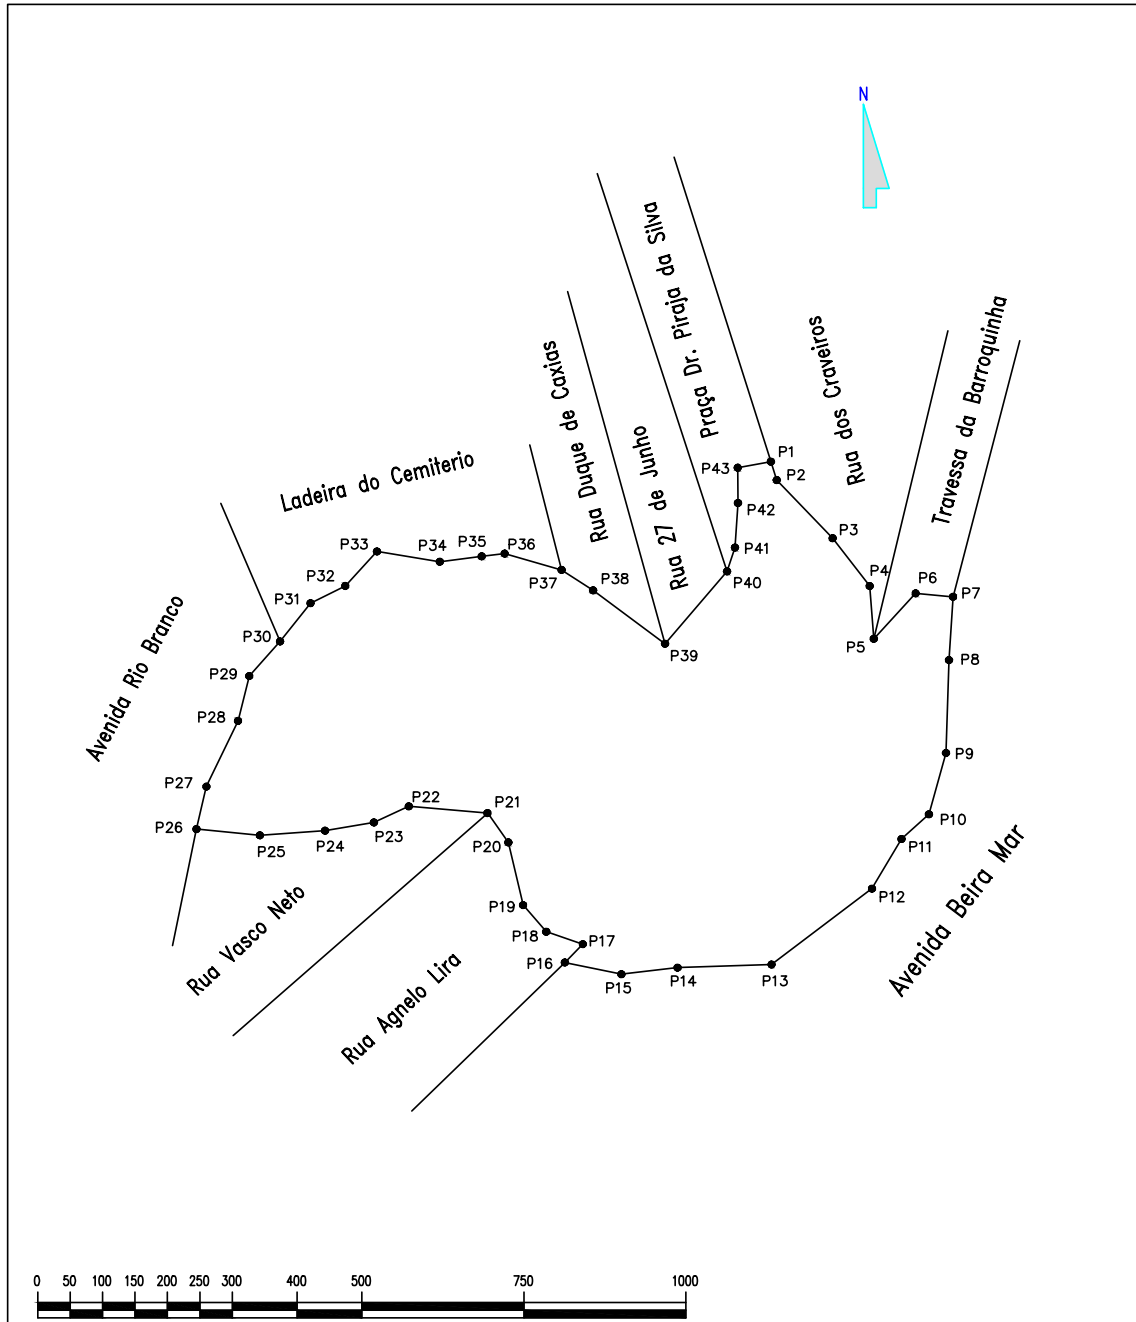 N
Praça Dr. Piraja da Silva
Rua dos Craveiros
Travessa da Barroquinha
Rua Duque de Caxias
Rua 27 de Junho
Ladeira do Cemiterio
Avenida Rio Branco
Rua Vasco Neto
Rua Agnelo Lira
Avenida Beira Mar
P1
P2
P3
P4
P5
P6
P7
P8
P9
P10
P11
P12
P13
P14
P15
P16
P17
P18
P19
P20
P21
P22
P23
P24
P25
P26
P27
P28
P29
P30
P31
P32
P33
P34
P35
P36
P37
P38
P39
P40
P41
P42
P43
0 50 100 150 200 250 300 400 500 750 1000